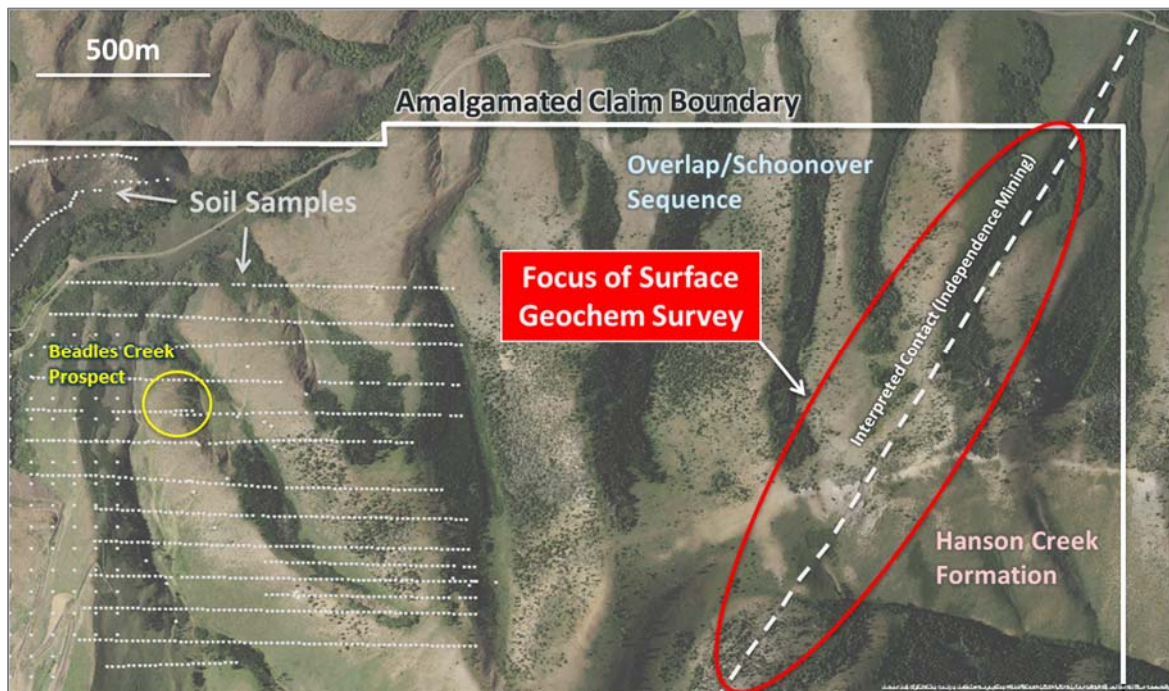 500m
Amalgamated Claim Boundary
Overlap/Schoonover
Sequence
Soil Samples
Focus of Surface
Geochem Survey
Interpreted Contact (Independence Mining)
Beadles Creek
Prospect
Hanson Creek
Formation